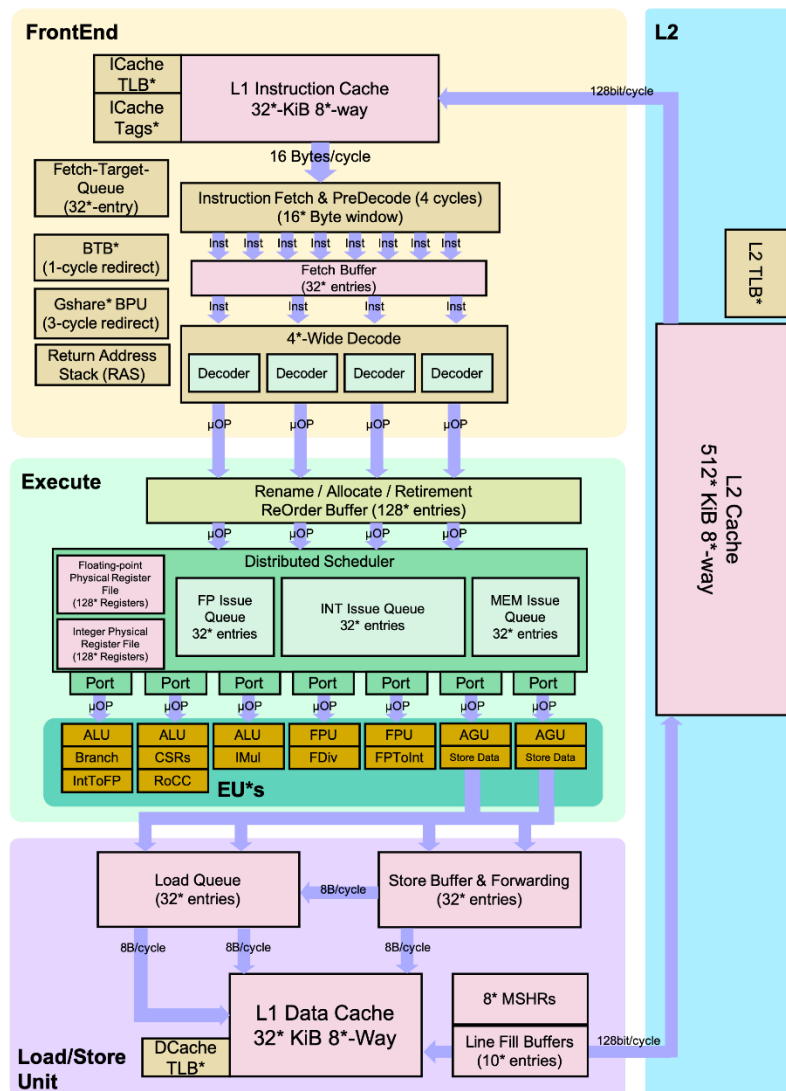 FrontEnd
L2
ICache
TLB*
ICache
Tags*
L1 Instruction Cache
32*-KiB 8*-way
128bit/cycle
16 Bytes/cycle
Fetch-Target-
Queue
(32*-entry)
Instruction Fetch & PreDecode (4 cycles)
(16* Byte window)
Inst Inst Inst Inst Inst Inst Inst Inst
BTB*
(1-cycle redirect)
Fetch Buffer
(32* entries)
L2 TLB*
Inst Inst Inst Inst
Gshare* BPU
(3-cycle redirect)
Return Address
Stack (RAS)
4*-Wide Decode
Decoder Decoder Decoder Decoder
µOP µOP µOP µOP
L2 Cache
512* KiB 8*-way
Execute
Rename / Allocate / Retirement
ReOrder Buffer (128* entries)
µOP µOP µOP µOP
Distributed Scheduler
Floating-point
Physical Register
File
(128* Registers)
Integer Physical
Register File
(128* Registers)
FP Issue
Queue
32* entries
INT Issue Queue
32* entries
MEM Issue
Queue
32* entries
Port Port Port Port Port Port Port
µOP µOP µOP µOP µOP µOP µOP
ALU ALU ALU FPU FPU AGU AGU
Branch CSRs IMul FDiv FPToInt Store Data Store Data
IntToFP RoCC
EU*s
Load Queue
(32* entries)
8B/cycle
Store Buffer & Forwarding
(32* entries)
8B/cycle 8B/cycle 8B/cycle
L1 Data Cache
32* KiB 8*-Way
8* MSHRs
Line Fill Buffers
(10* entries)
128bit/cycle
DCache
TLB*
Load/Store
Unit